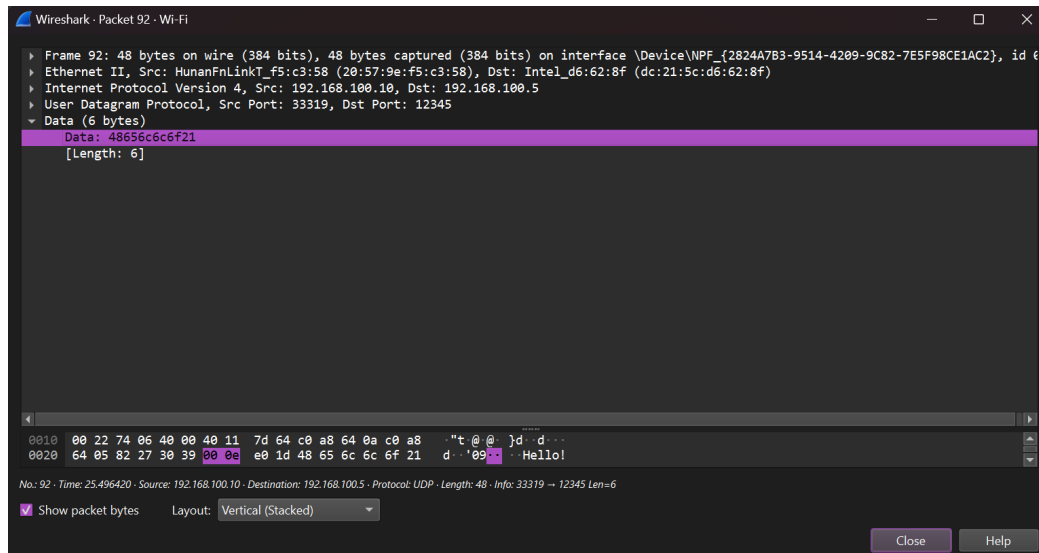 Wireshark · Packet 92 · Wi-Fi
Frame 92: 48 bytes on wire (384 bits), 48 bytes captured (384 bits) on interface \Device\NPF_{2824A7B3-9514-4209-9C82-7E5F98CE1AC2}, id
Ethernet II, Src: HunanFnLinkT_f5:c3:58 (20:57:9e:f5:c3:58), Dst: Intel_d6:62:8f (dc:21:5c:d6:62:8f)
Internet Protocol Version 4, Src: 192.168.100.10, Dst: 192.168.100.5
User Datagram Protocol, Src Port: 33319, Dst Port: 12345
Data (6 bytes)
Data: 48656c6c6f21
[Length: 6]
0010 00 22 74 06 40 00 40 11 7d 64 c0 a8 64 0a c0 a8 ·"t·@·@· }d··d···
0020 64 05 82 27 30 39 00 0e e0 1d 48 65 6c 6c 6f 21 d··'09·· ··Hello!
No.: 92 · Time: 25.496420 · Source: 192.168.100.10 · Destination: 192.168.100.5 · Protocol: UDP · Length: 48 · Info: 33319 → 12345 Len=6
Show packet bytes Layout: Vertical (Stacked)
Close Help